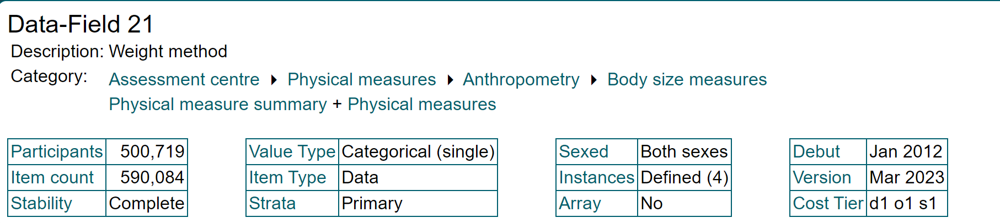 Data-Field 21
Description: Weight method
Category: Assessment centre ▸ Physical measures ▸ Anthropometry ▸ Body size measures
Physical measure summary + Physical measures
Participants 500,719 Value Type Categorical (single) Sexed Both sexes Debut Jan 2012
Item count 590,084 Item Type Data Instances Defined (4) Version Mar 2023
Stability Complete Strata Primary Array No Cost Tier d1 o1 s1